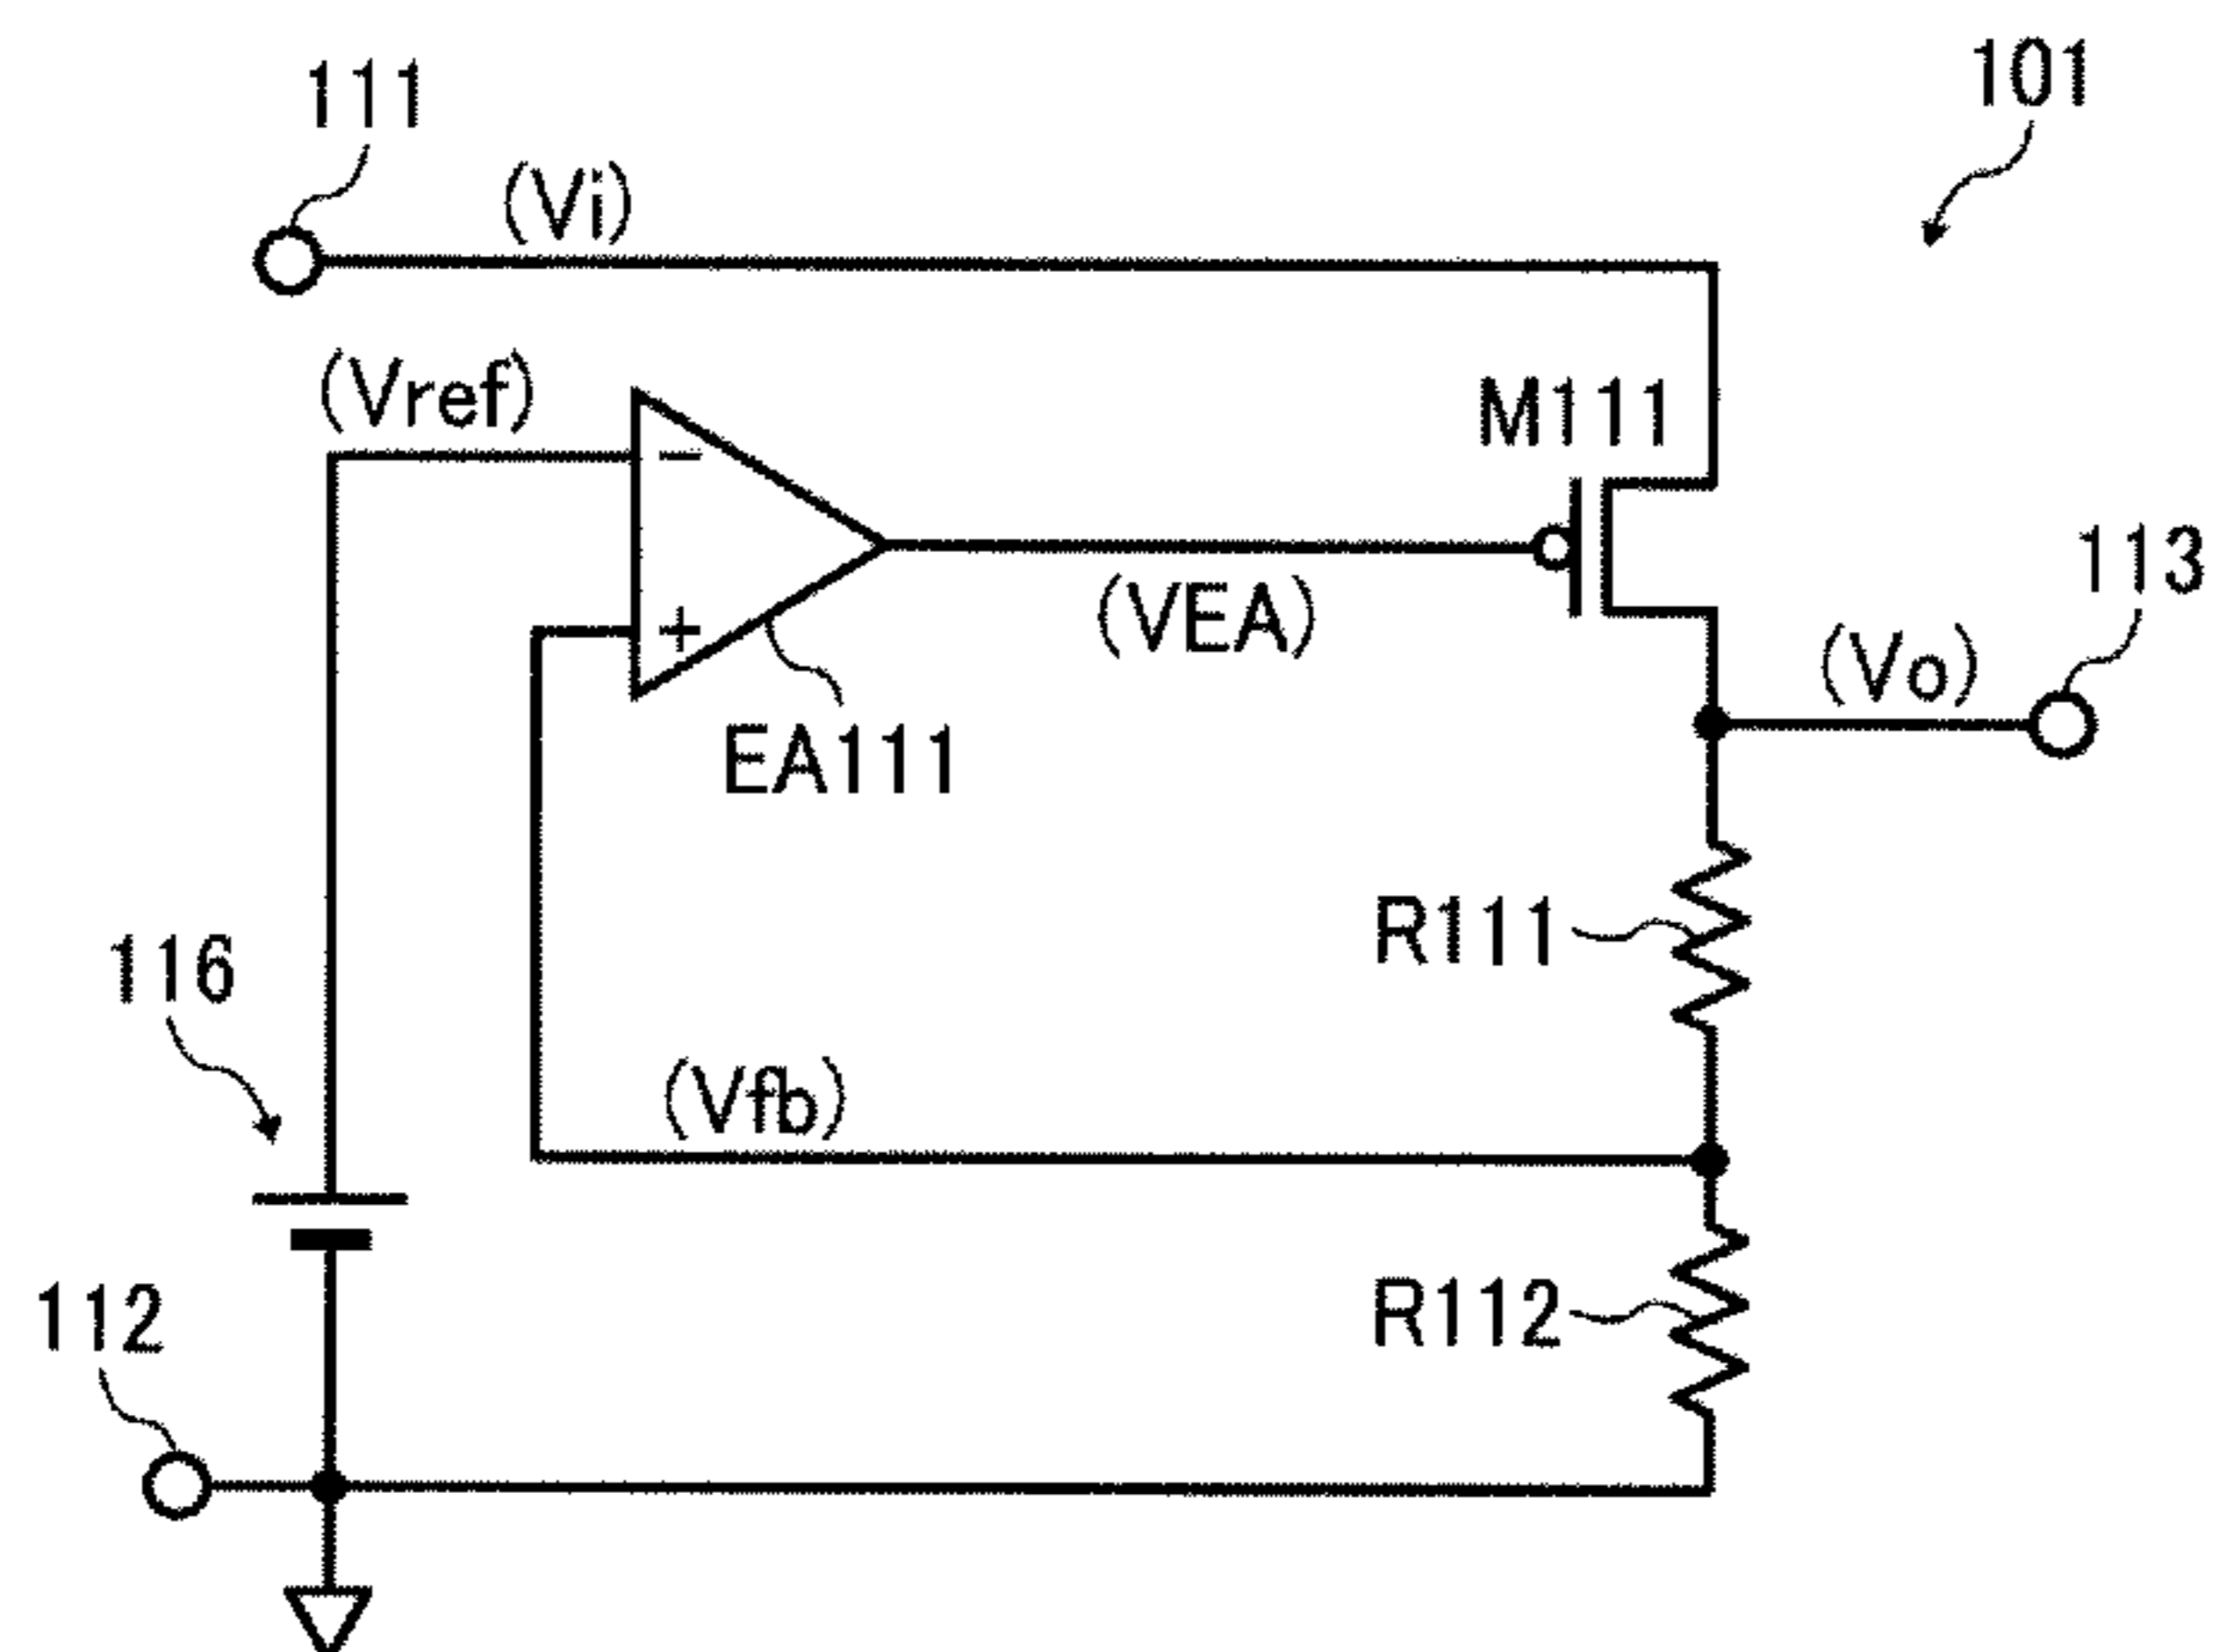 111
101
(Vi)
(Vref)
M111
−
113
(VEA)
(Vo)
+
EA111
R111
116
(Vfb)
112
R112